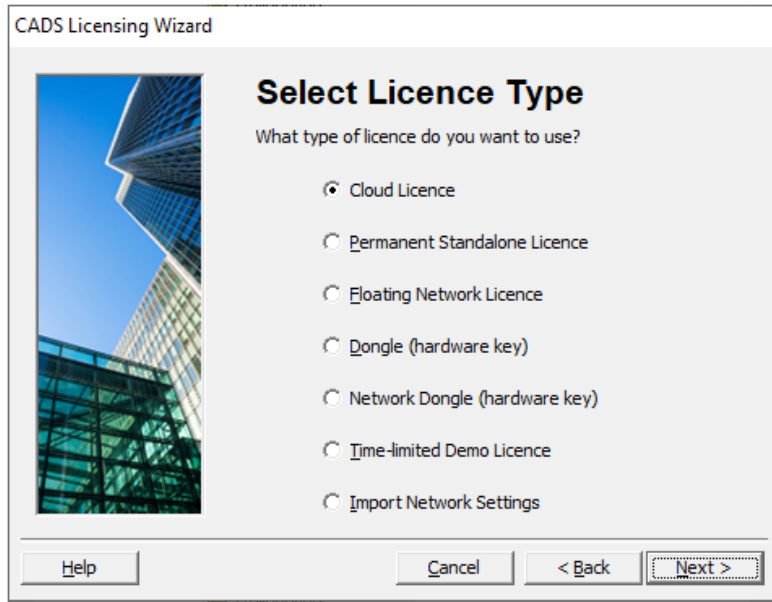 CADS Licensing Wizard
Select Licence Type
What type of licence do you want to use?
Cloud Licence
Permanent Standalone Licence
Floating Network Licence
Dongle (hardware key)
Network Dongle (hardware key)
Time-limited Demo Licence
Import Network Settings
Help
Cancel
< Back
Next >